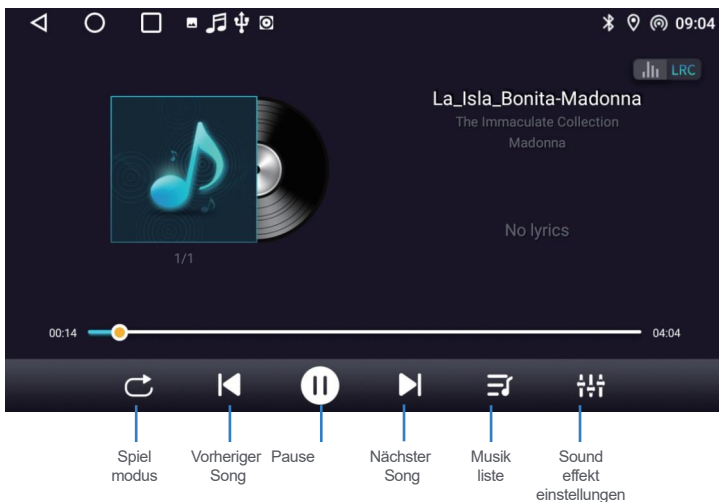 09:04
LRC
La_Isla_Bonita-Madonna
The Immaculate Collection
Madonna
No lyrics
1/1
00:14
04:04
Spiel
modus
Vorheriger
Song
Pause
Nächster
Song
Musik
liste
Sound
effekt
einstellungen